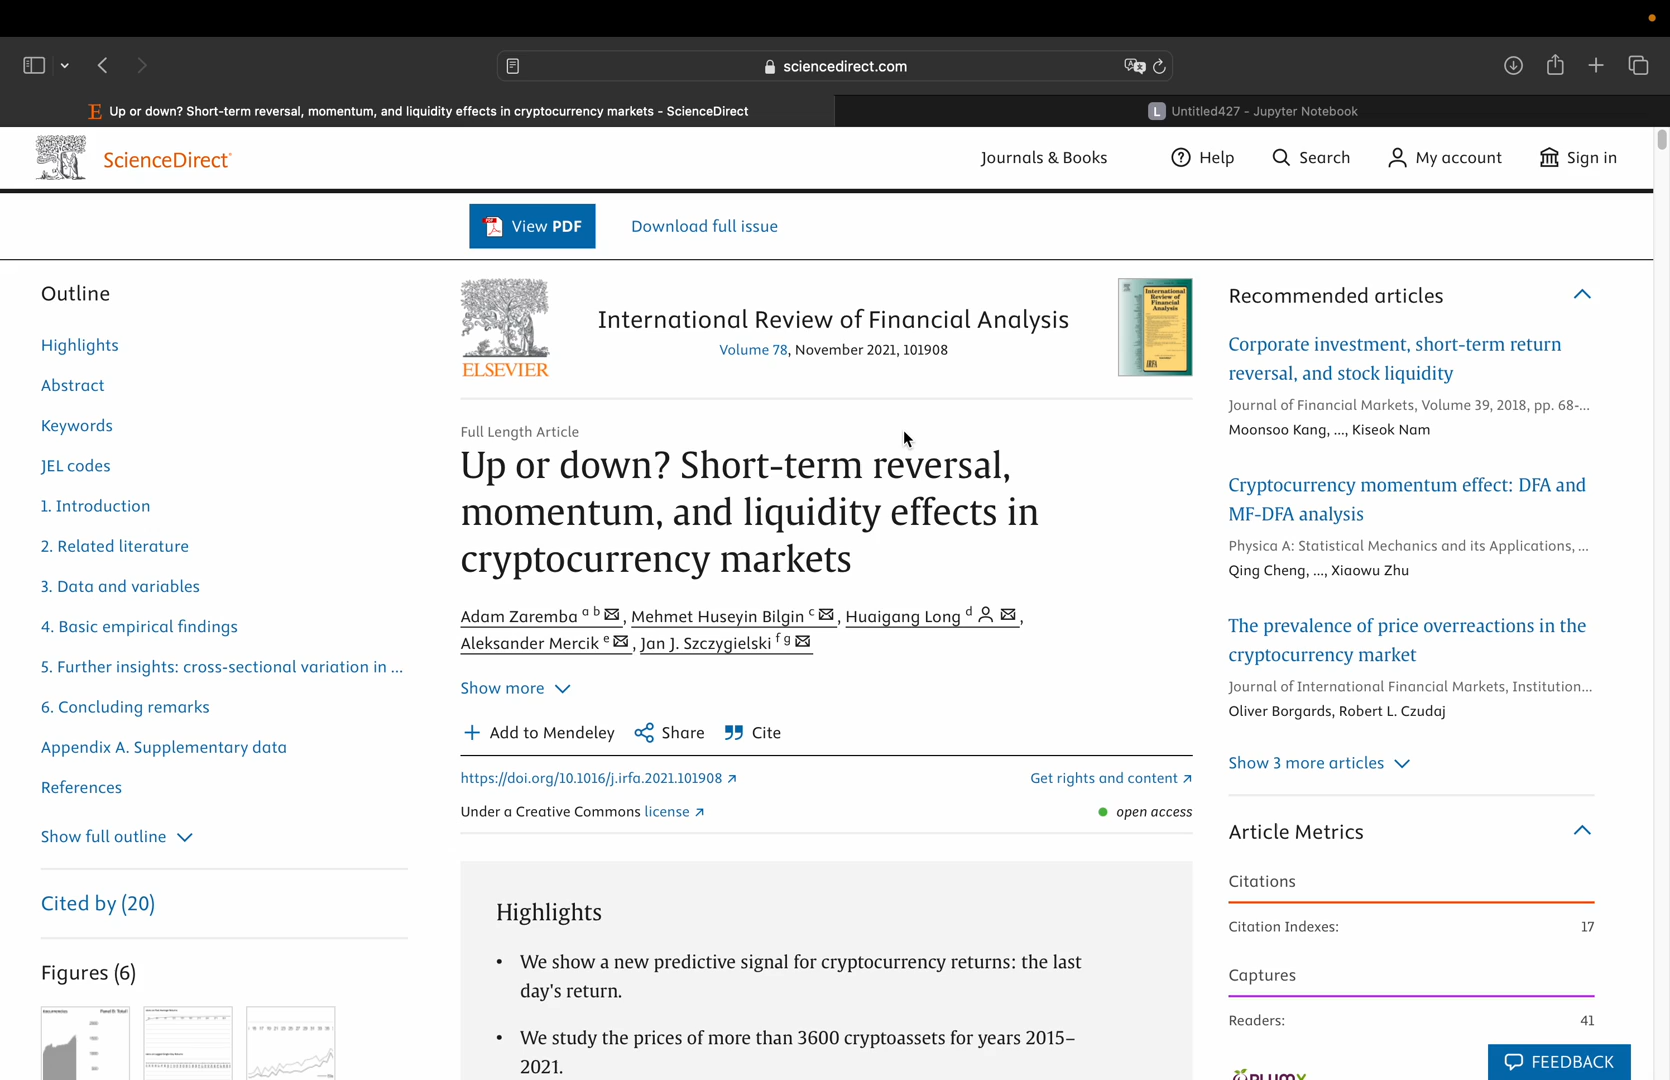 sciencedirect.com
Up or down? Short-term reversal, momentum, and liquidity effects in cryptocurrency markets - ScienceDirect
L Untitled427 - Jupyter Notebook
ScienceDirect
Journals & Books
Help
Search
My account
Sign in
View PDF
Download full issue
Outline
Highlights
Abstract
Keywords
JEL codes
1. Introduction
2. Related literature
3. Data and variables
4. Basic empirical findings
5. Further insights: cross-sectional variation in ...
6. Concluding remarks
Appendix A. Supplementary data
References
Show full outline
Cited by (20)
Figures (6)
ELSEVIER
International Review of Financial Analysis
Volume 78, November 2021, 101908
International Review of Financial Analysis
Full Length Article
Up or down? Short-term reversal,
momentum, and liquidity effects in
cryptocurrency markets
Adam Zaremba a b, Mehmet Huseyin Bilgin c, Huaigang Long d,
Aleksander Mercik e, Jan J. Szczygielski f g
Show more
Add to Mendeley
Share
Cite
https://doi.org/10.1016/j.irfa.2021.101908
Get rights and content
Under a Creative Commons license
open access
Highlights
• We show a new predictive signal for cryptocurrency returns: the last
day's return.
• We study the prices of more than 3600 cryptoassets for years 2015–
2021.
Recommended articles
Corporate investment, short-term return
reversal, and stock liquidity
Journal of Financial Markets, Volume 39, 2018, pp. 68-...
Moonsoo Kang, ..., Kiseok Nam
Cryptocurrency momentum effect: DFA and
MF-DFA analysis
Physica A: Statistical Mechanics and its Applications, ...
Qing Cheng, ..., Xiaowu Zhu
The prevalence of price overreactions in the
cryptocurrency market
Journal of International Financial Markets, Institution...
Oliver Borgards, Robert L. Czudaj
Show 3 more articles
Article Metrics
Citations
Citation Indexes: 17
Captures
Readers: 41
PLUMX
FEEDBACK